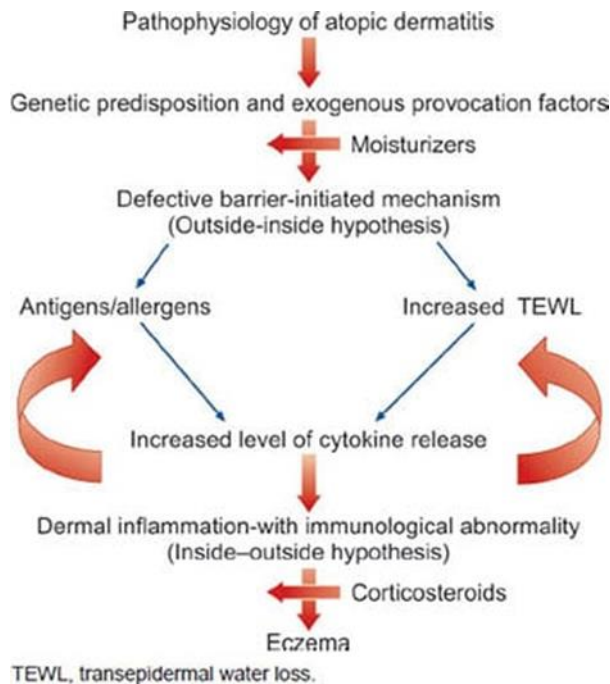 Pathophysiology of atopic dermatitis
Genetic predisposition and exogenous provocation factors
Moisturizers
Defective barrier-initiated mechanism
(Outside-inside hypothesis)
Antigens/allergens
Increased TEWL
Increased level of cytokine release
Dermal inflammation-with immunological abnormality
(Inside–outside hypothesis)
Corticosteroids
Eczema
TEWL, transepidermal water loss.